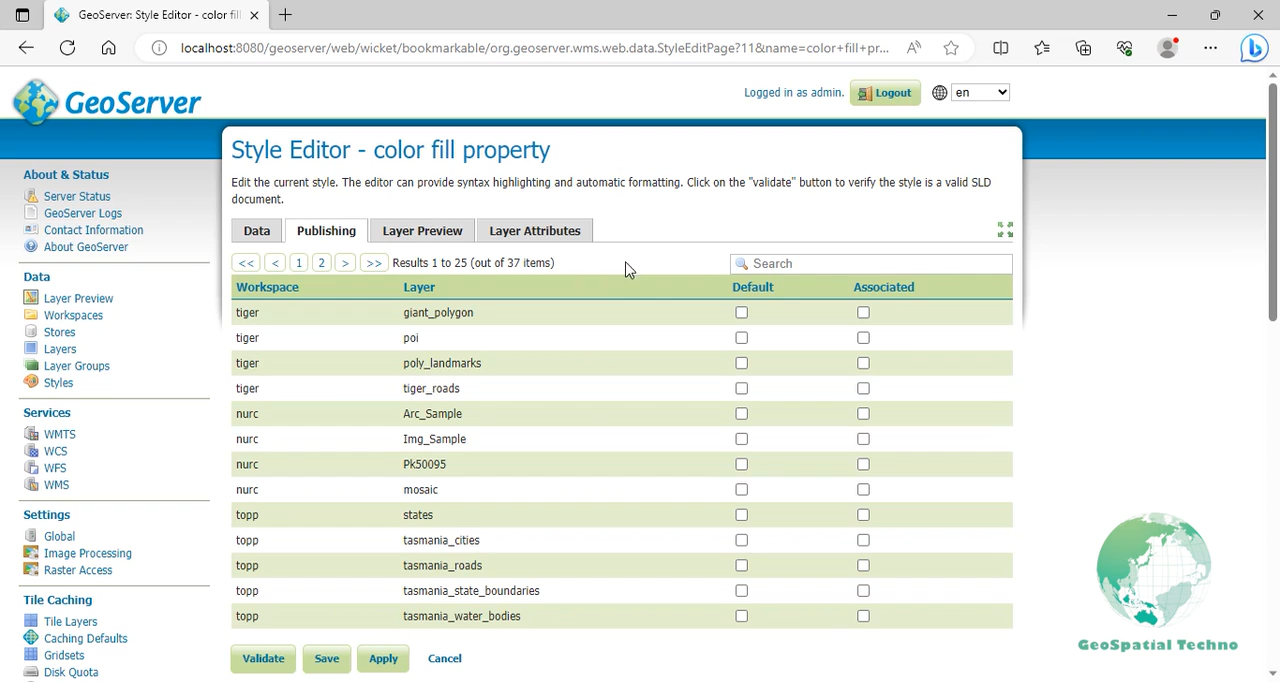 GeoServer: Style Editor - color fil
localhost:8080/geoserver/web/wicket/bookmarkable/org.geoserver.wms.web.data.StyleEditPage?11&name=color+fill+pr...
GeoServer
Logged in as admin.
Logout
en
Style Editor - color fill property
Edit the current style. The editor can provide syntax highlighting and automatic formatting. Click on the "validate" button to verify the style is a valid SLD
document.
Data Publishing Layer Preview Layer Attributes
<< < 1 2 > >> Results 1 to 25 (out of 37 items) Search
Workspace Layer Default Associated
tiger giant_polygon
tiger poi
tiger poly_landmarks
tiger tiger_roads
nurc Arc_Sample
nurc Img_Sample
nurc Pk50095
nurc mosaic
topp states
topp tasmania_cities
topp tasmania_roads
topp tasmania_state_boundaries
topp tasmania_water_bodies
Validate Save Apply Cancel
About & Status
Server Status
GeoServer Logs
Contact Information
About GeoServer
Data
Layer Preview
Workspaces
Stores
Layers
Layer Groups
Styles
Services
WMTS
WCS
WFS
WMS
Settings
Global
Image Processing
Raster Access
Tile Caching
Tile Layers
Caching Defaults
Gridsets
Disk Quota
GeoSpatial Techno